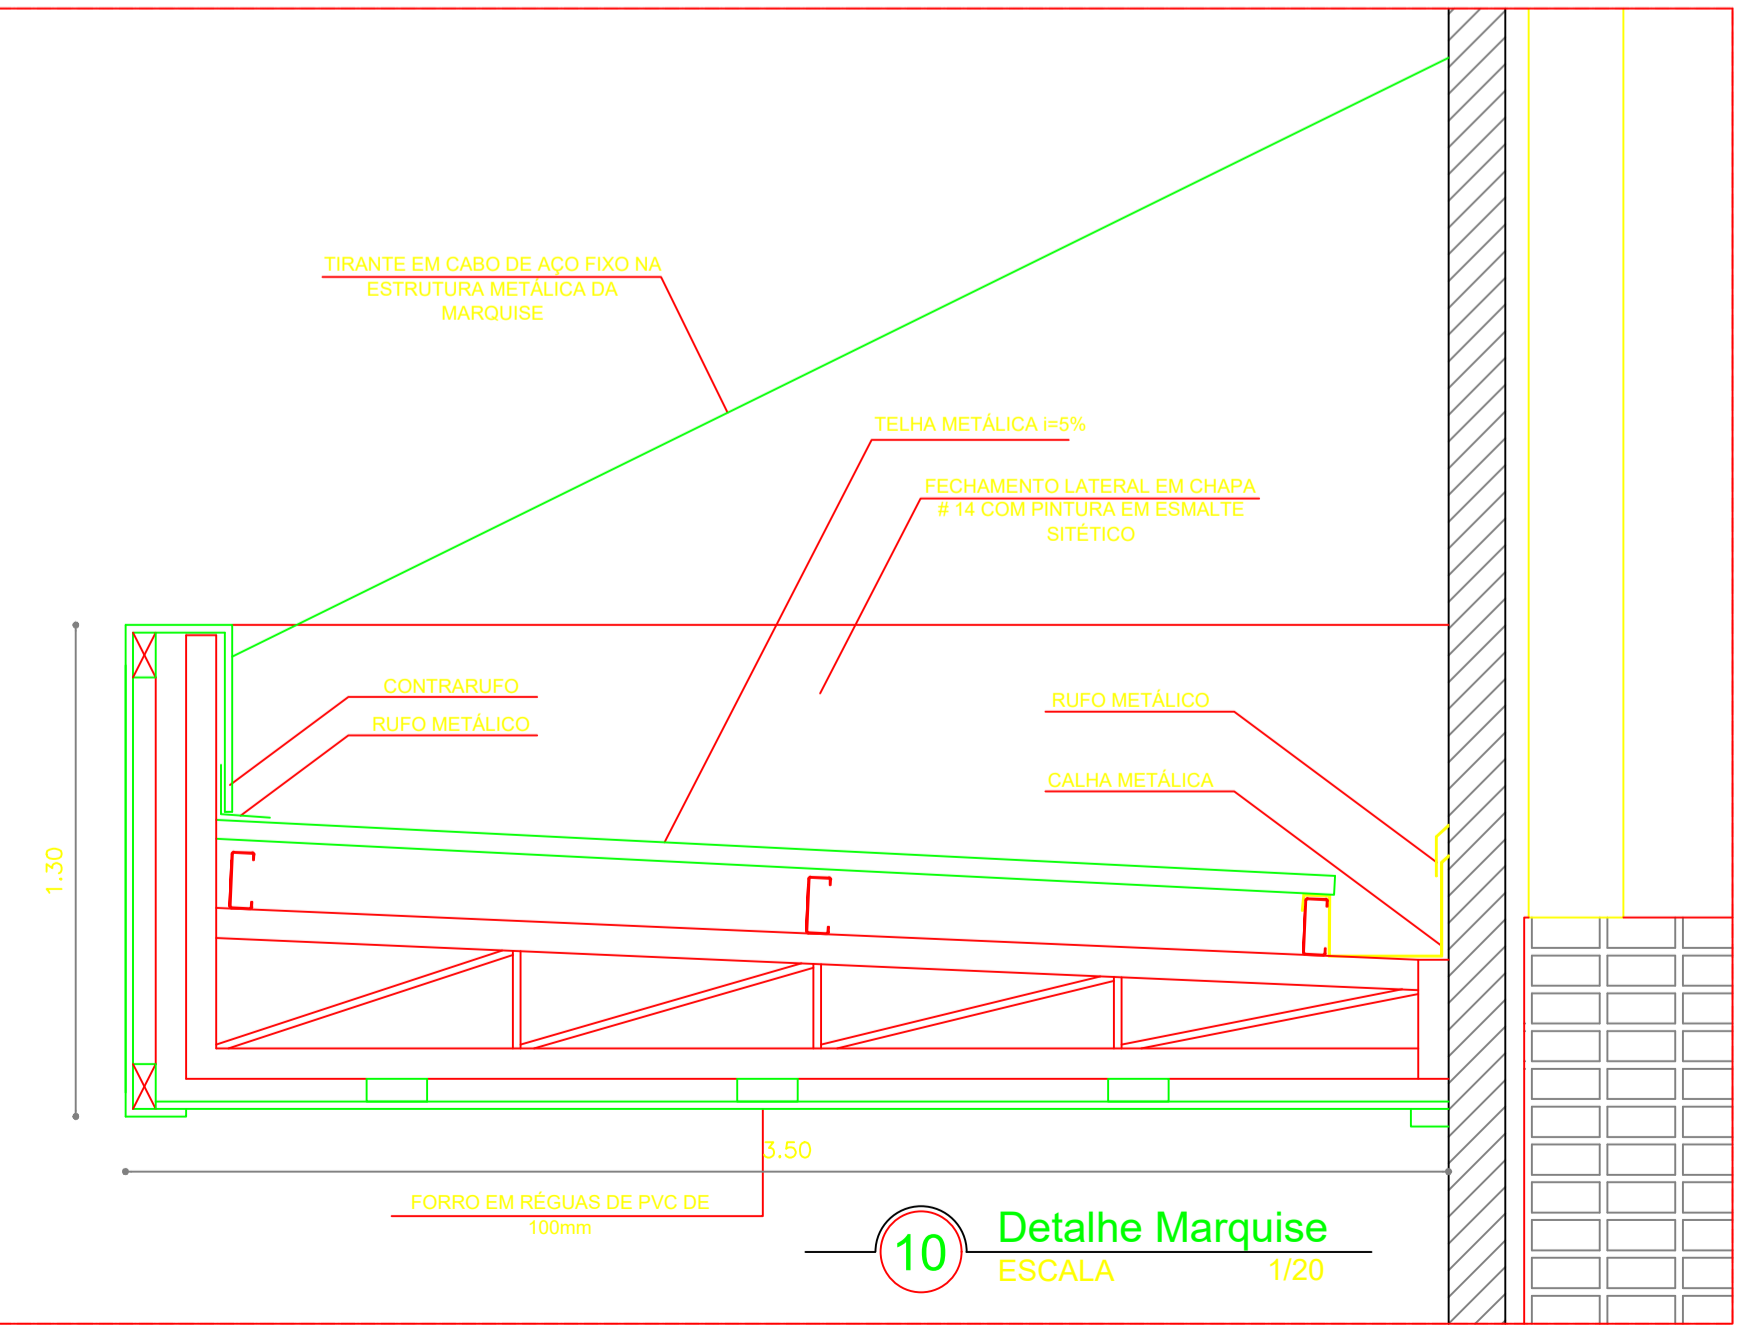 TIRANTE EM CABO DE AÇO FIXO NA
ESTRUTURA METÁLICA DA
MARQUISE
TELHA METÁLICA i=5%
FECHAMENTO LATERAL EM CHAPA
# 14 COM PINTURA EM ESMALTE
SITÉTICO
CONTRARUFO
RUFO METÁLICO
RUFO METÁLICO
CALHA METÁLICA
1.30
3.50
FORRO EM RÉGUAS DE PVC DE
100mm
10
Detalhe Marquise
ESCALA 1/20